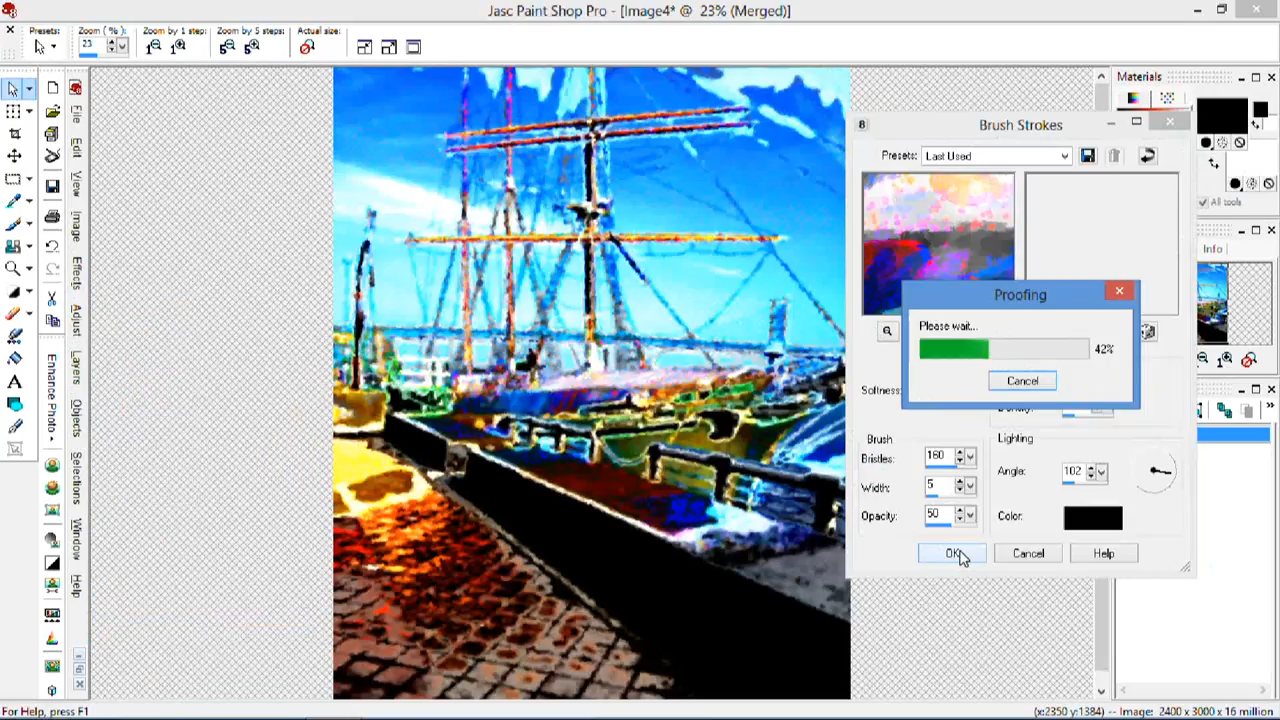 Jasc Paint Shop Pro - [Image4* @ 23% (Merged)]
Presets:
Zoom ( % ):
23
Zoom by 1 step:
Zoom by 5 steps:
Actual size:
File
Edit
View
Image
Effects
Adjust
Layers
Objects
Selections
Window
Help
Enhance Photo
Materials
All tools
Info
Brush Strokes
Presets:
Last Used
Proofing
Please wait...
42%
Cancel
Softness:
Brush
Bristles:
160
Width:
5
Opacity:
50
Lighting
Angle:
102
Color:
OK
Cancel
Help
For Help, press F1
(x:2350 y:1384) -- Image: 2400 x 3000 x 16 million